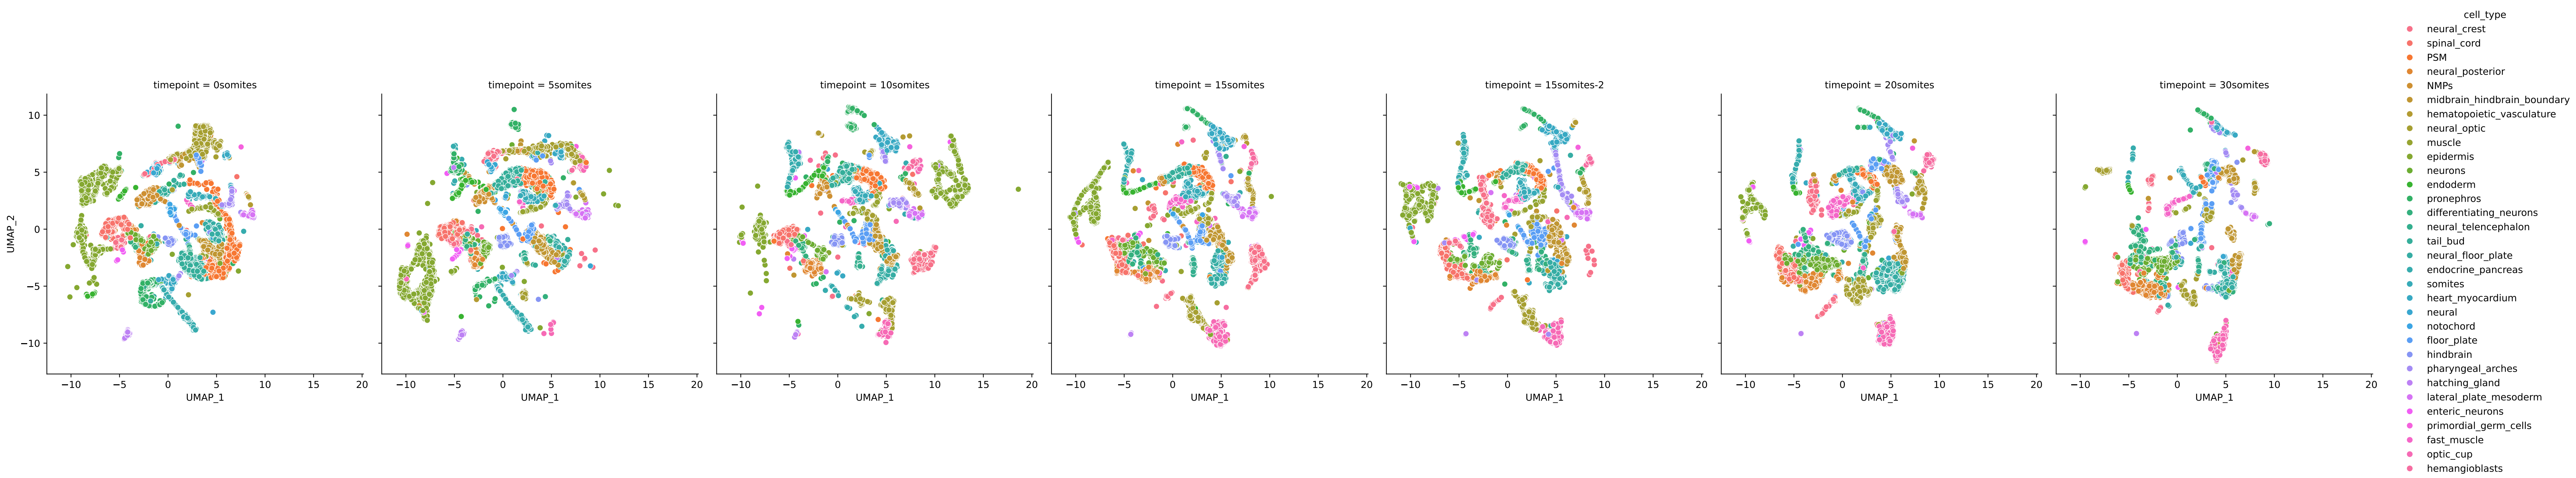 cell_type
neural_crest
spinal_cord
PSM
neural_posterior
NMPs
midbrain_hindbrain_boundary
hematopoietic_vasculature
neural_optic
muscle
epidermis
neurons
endoderm
pronephros
differentiating_neurons
neural_telencephalon
tail_bud
neural_floor_plate
endocrine_pancreas
somites
heart_myocardium
neural
notochord
floor_plate
hindbrain
pharyngeal_arches
hatching_gland
lateral_plate_mesoderm
enteric_neurons
primordial_germ_cells
fast_muscle
optic_cup
hemangioblasts
timepoint = 0somites
timepoint = 5somites
timepoint = 10somites
timepoint = 15somites
timepoint = 15somites-2
timepoint = 20somites
timepoint = 30somites
UMAP_2
10
5
0
−5
−10
−10 −5 0 5 10 15 20
−10 −5 0 5 10 15 20
−10 −5 0 5 10 15 20
−10 −5 0 5 10 15 20
−10 −5 0 5 10 15 20
−10 −5 0 5 10 15 20
−10 −5 0 5 10 15 20
UMAP_1
UMAP_1
UMAP_1
UMAP_1
UMAP_1
UMAP_1
UMAP_1